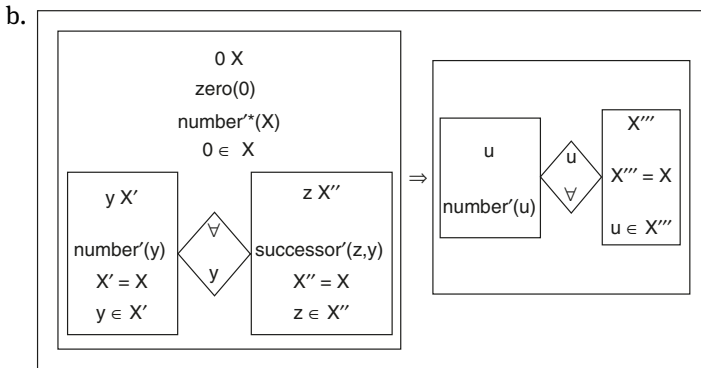 b.
0 X
zero(0)
number′*(X)
0 ∈ X
y X′
number′(y)
X′ = X
y ∈ X′
∀
y
z X″
successor′(z,y)
X″ = X
z ∈ X″
⇒
u
number′(u)
u
∀
X‴
X‴ = X
u ∈ X‴